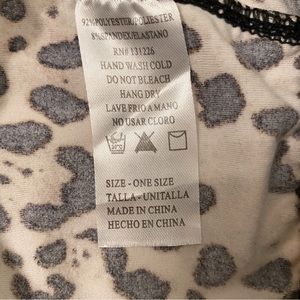 92%POLYESTER/POLIESTER
8%SPANDEX/ELASTANO
RN# 131226
HAND WASH COLD
DO NOT BLEACH
HANG DRY
LAVE FRIO A MANO
NO USAR CLORO
SIZE - ONE SIZE
TALLA - UNITALLA
MADE IN CHINA
HECHO EN CHINA